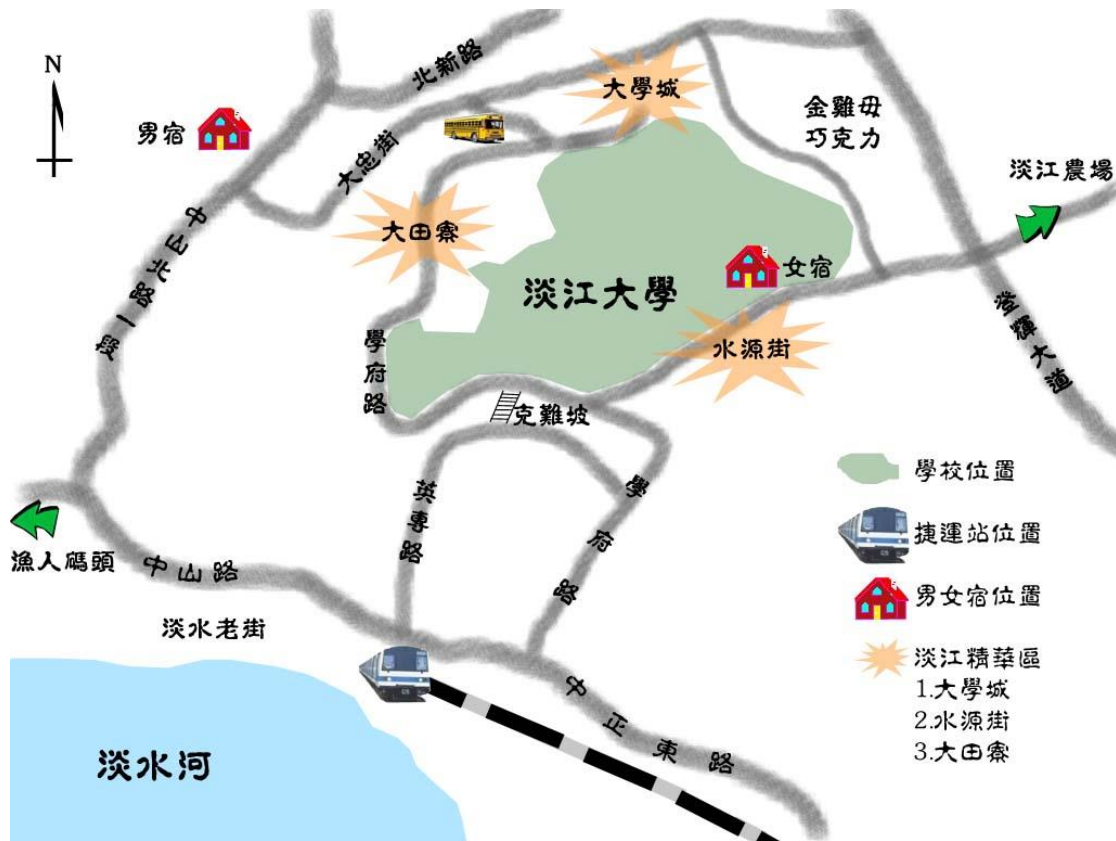 N
北新路
大學城
男宿
大忠街
金雞母
巧克力
淡江農場
大田寮
中山北路一段
淡江大學
女宿
學府路
水源街
登輝大道
克難坡
英專路
學府路
學校位置
捷運站位置
漁人碼頭
中山路
男女宿位置
淡水老街
淡江精華區
1.大學城
2.水源街
3.大田寮
中正東路
淡水河